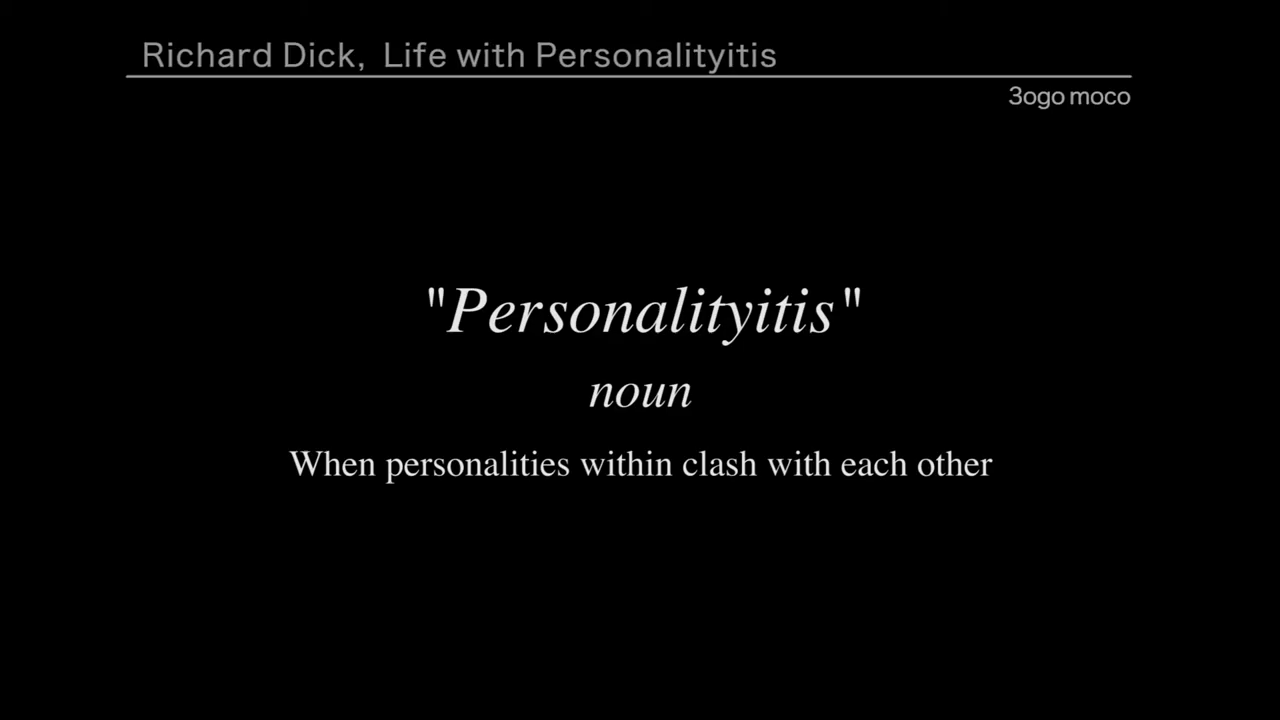 Richard Dick,  Life with Personalityitis
3ogo moco
"Personalityitis"
noun
When personalities within clash with each other